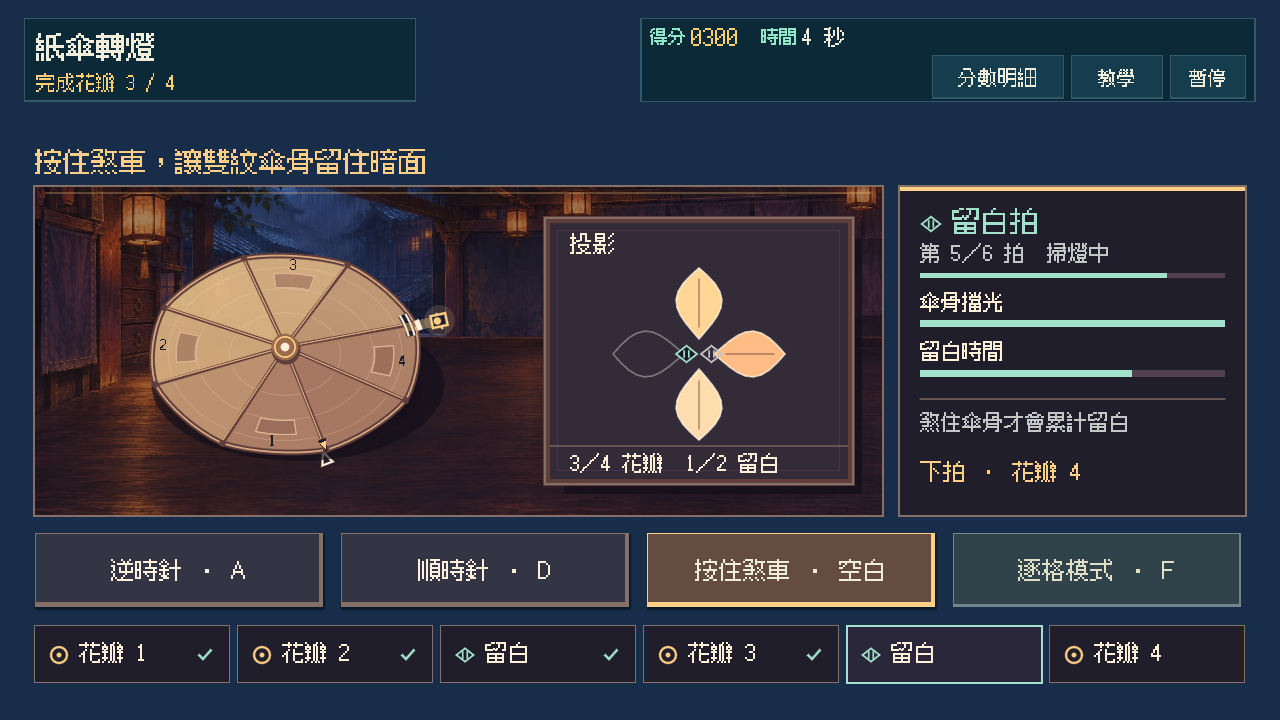 紙傘轉燈
完成花瓣 3 / 4
得分 0300 時間 4 秒
分數明細
教學
暫停
按住煞車，讓雙紋傘骨留住暗面
3
2
4
1
投影
3/4 花瓣 1/2 留白
留白拍
第 5/6 拍 掃燈中
傘骨擋光
留白時間
煞住傘骨才會累計留白
下拍 · 花瓣 4
逆時針 · A
順時針 · D
按住煞車 · 空白
逐格模式 · F
花瓣 1
花瓣 2
留白
花瓣 3
留白
花瓣 4